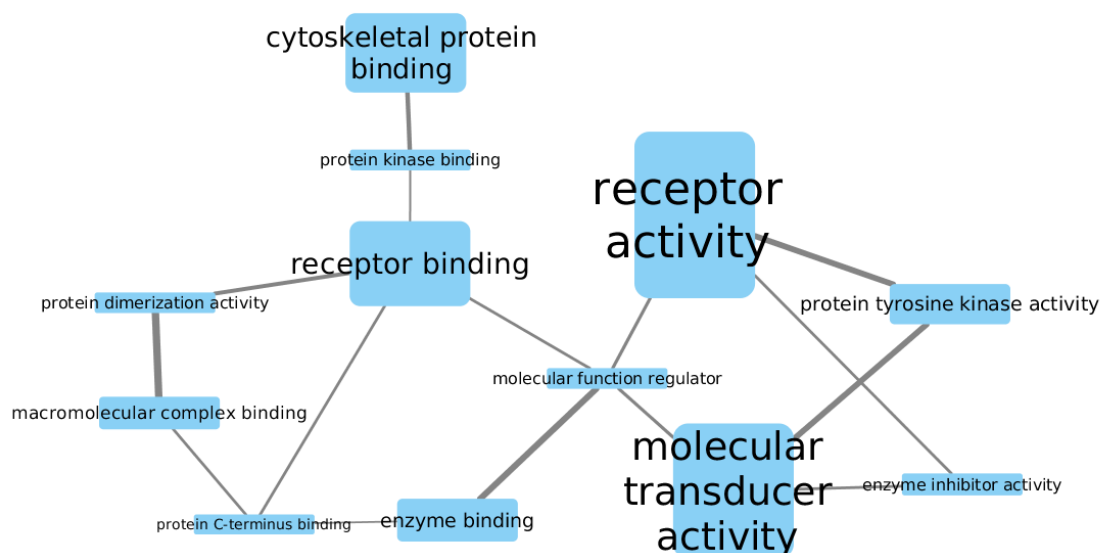 cytoskeletal protein
binding
protein kinase binding
receptor
activity
receptor binding
protein dimerization activity
protein tyrosine kinase activity
molecular function regulator
macromolecular complex binding
molecular
transducer
activity
enzyme inhibitor activity
protein C-terminus binding
enzyme binding